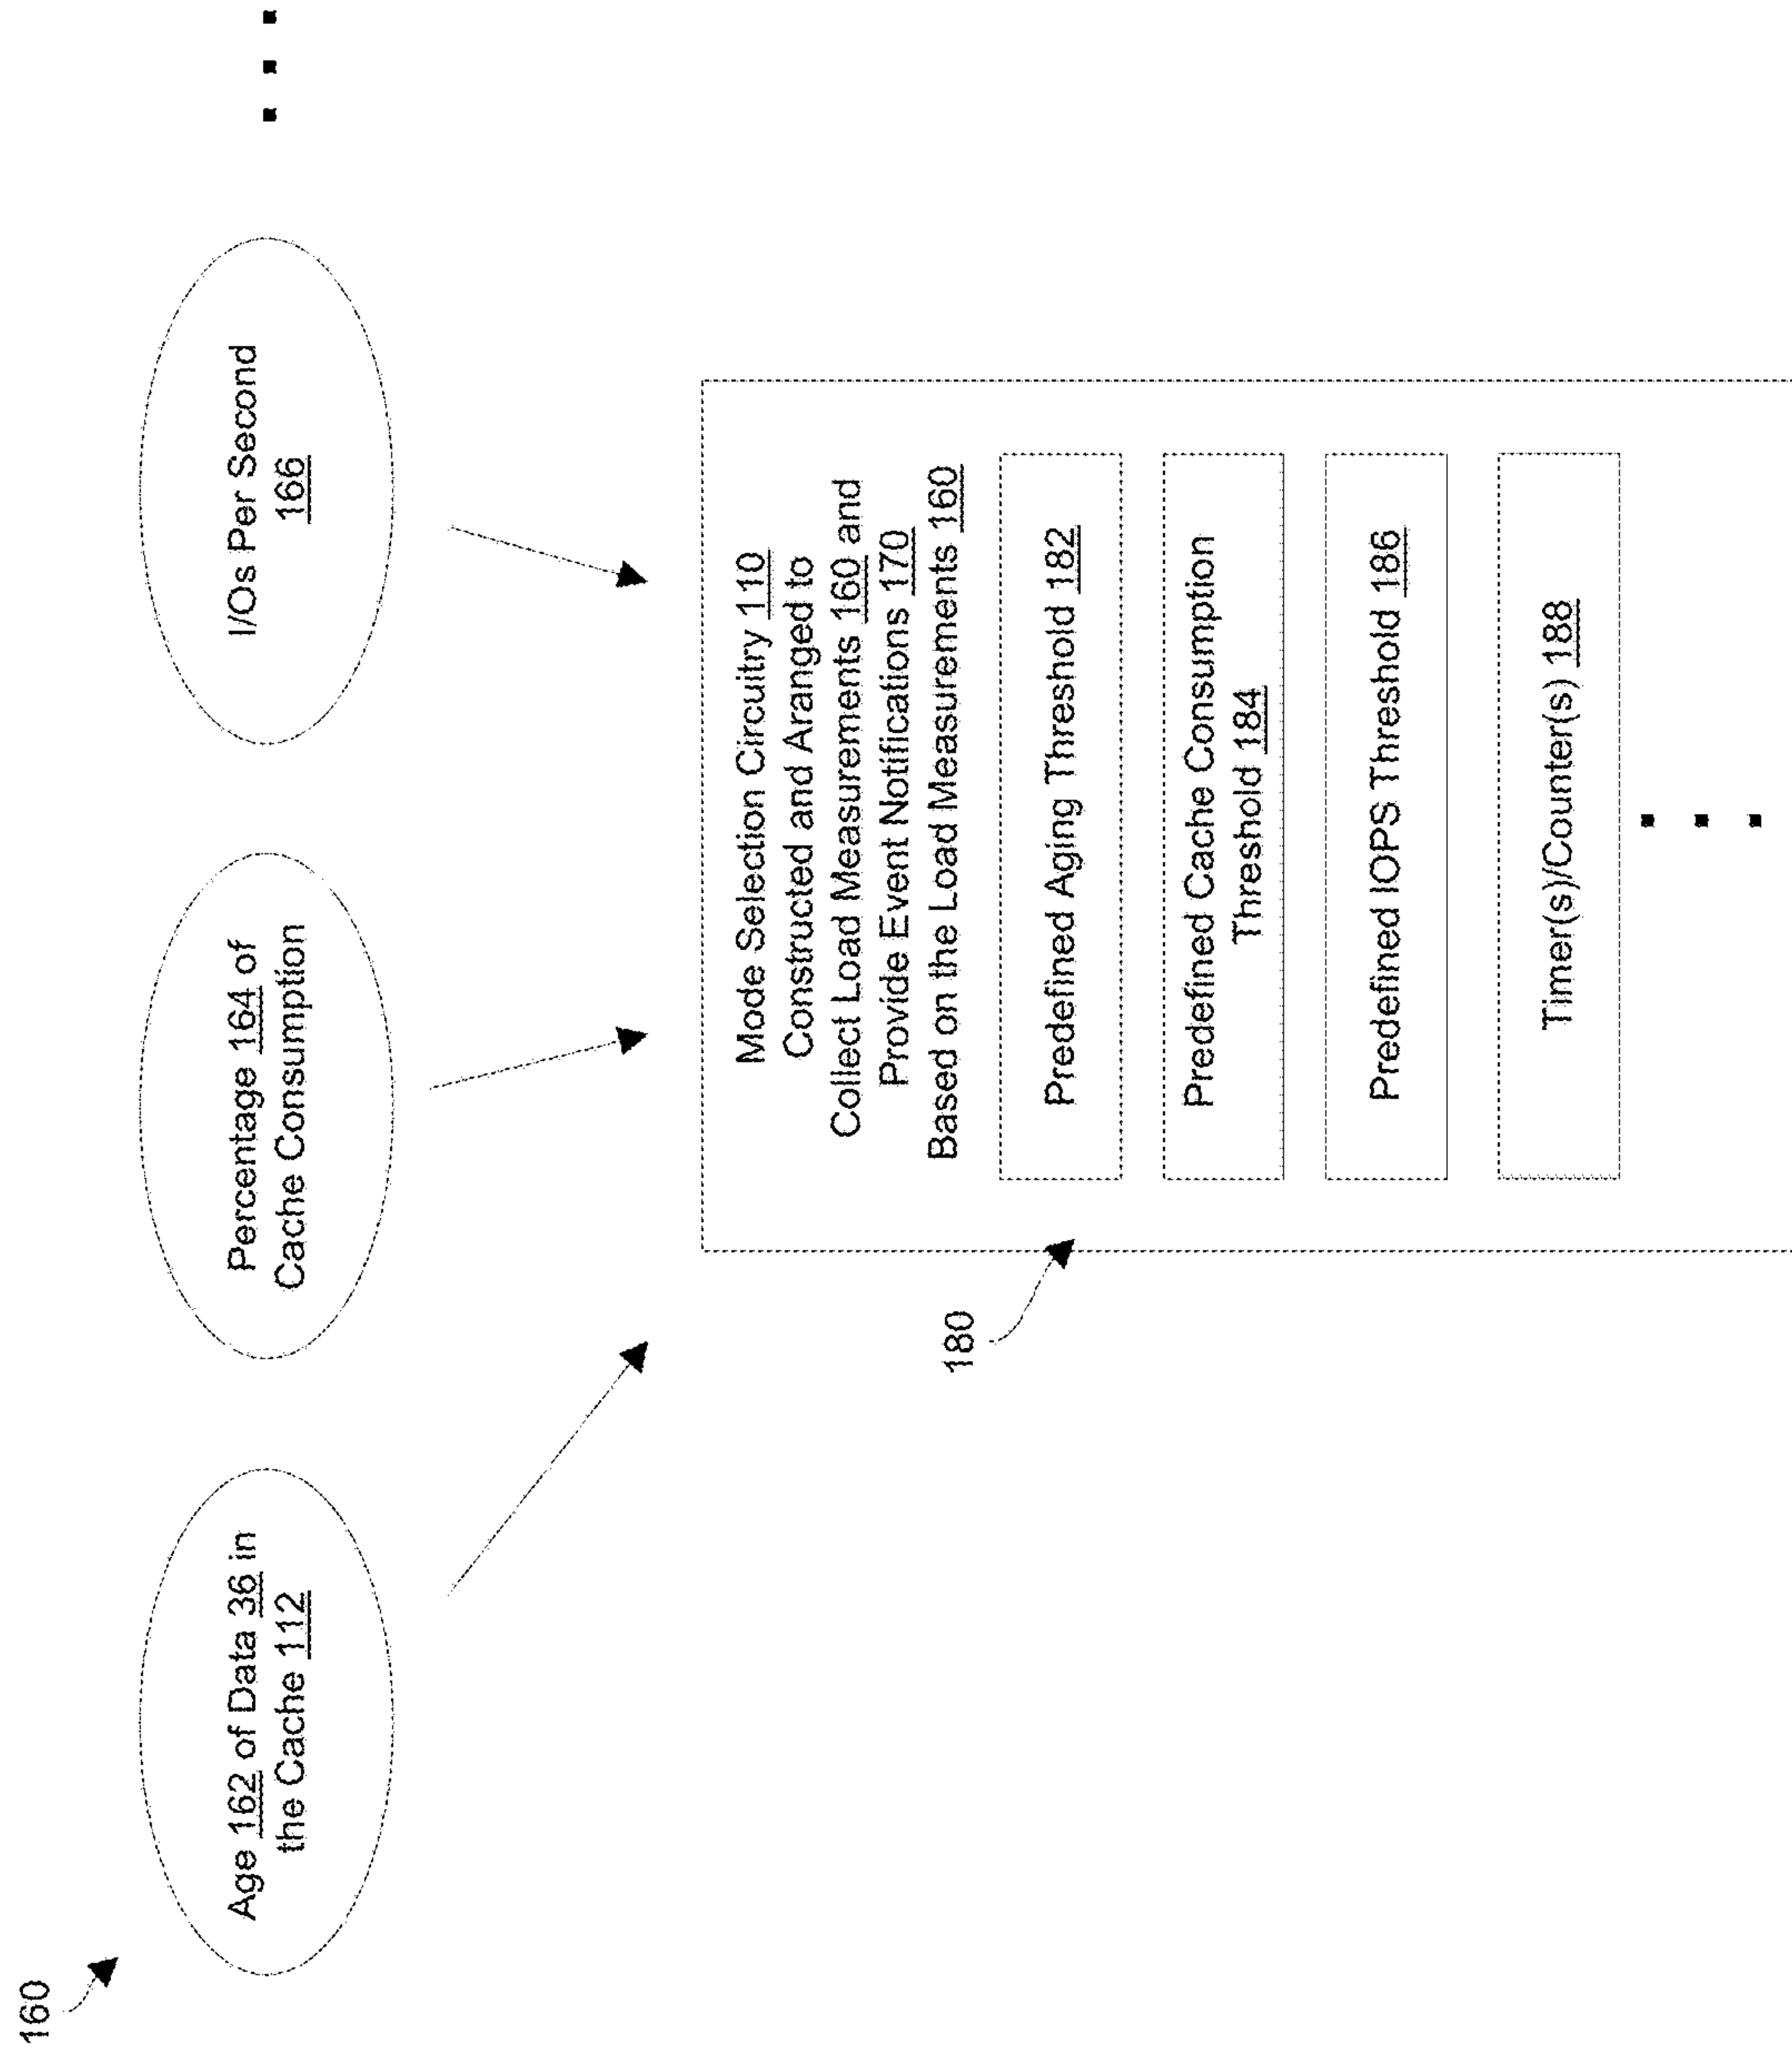 160
Age 162 of Data 36 in
the Cache 112
Percentage 164 of
Cache Consumption
I/Os Per Second
166
Mode Selection Circuitry 110
Constructed and Aranged to
Collect Load Measurements 160 and
Provide Event Notifications 170
Based on the Load Measurements 160
180
Predefined Aging Threshold 182
Predefined Cache Consumption
Threshold 184
Predefined IOPS Threshold 186
Timer(s)/Counter(s) 188